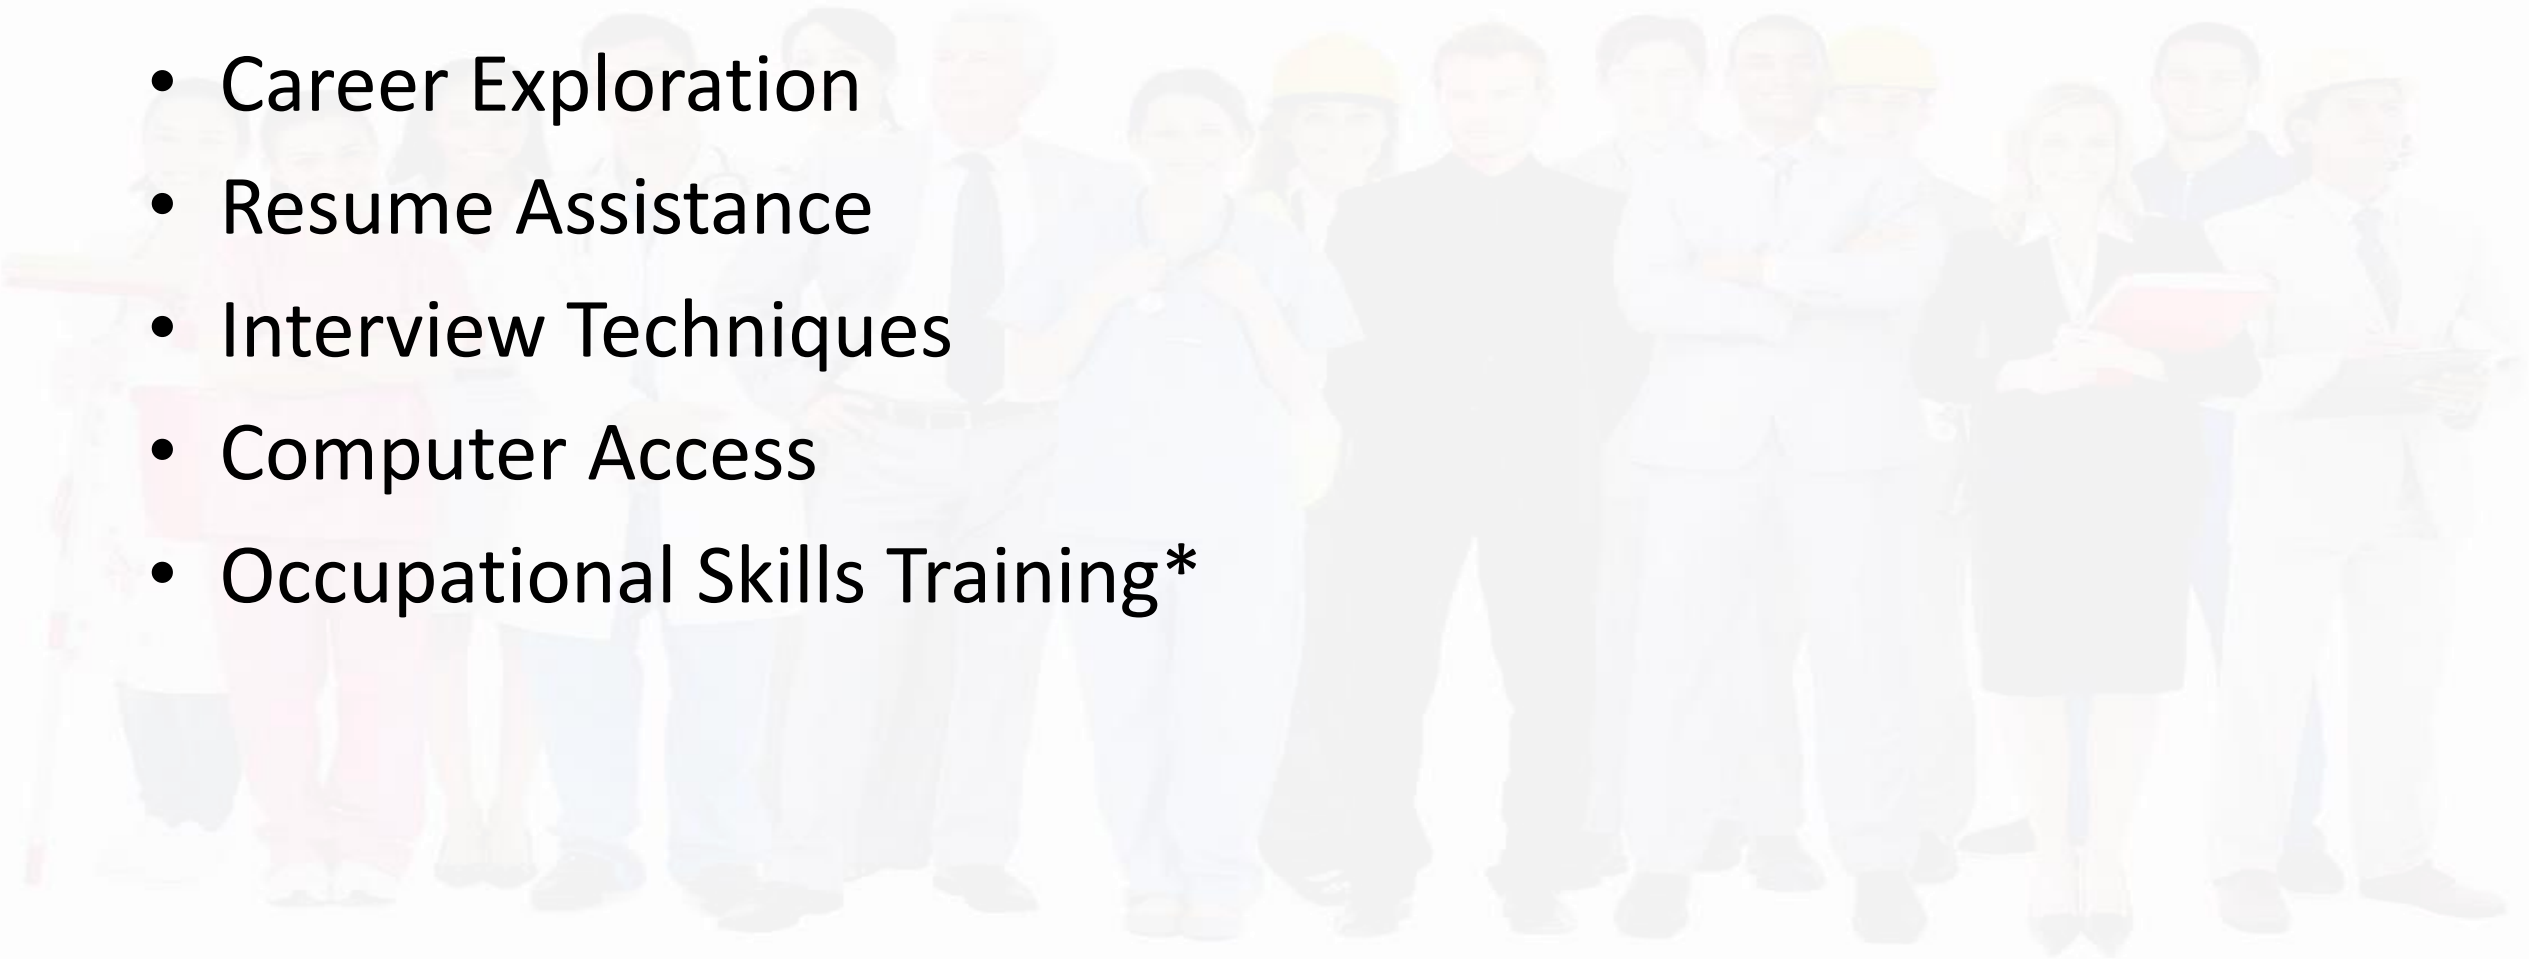 • Career Exploration
• Resume Assistance
• Interview Techniques
• Computer Access
• Occupational Skills Training*